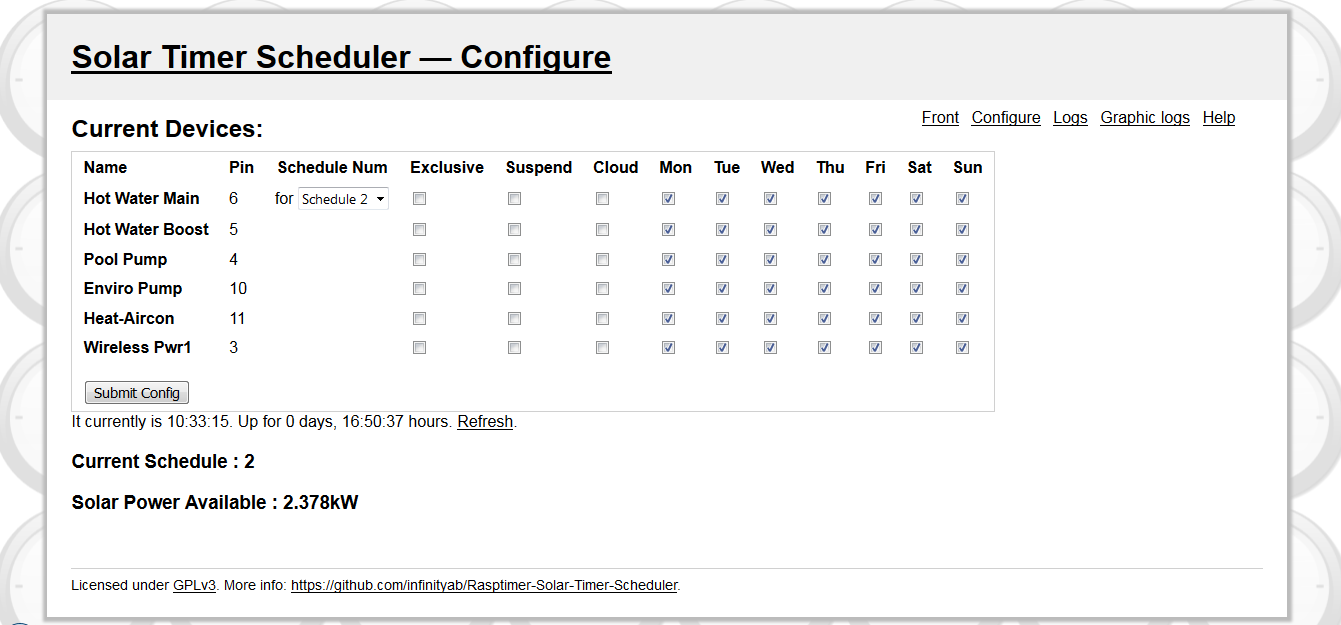 Solar Timer Scheduler — Configure
Front Configure Logs Graphic logs Help
Current Devices:
Name Pin Schedule Num Exclusive Suspend Cloud Mon Tue Wed Thu Fri Sat Sun
Hot Water Main 6 for Schedule 2
Hot Water Boost 5
Pool Pump 4
Enviro Pump 10
Heat-Aircon 11
Wireless Pwr1 3
Submit Config
It currently is 10:33:15. Up for 0 days, 16:50:37 hours. Refresh.
Current Schedule : 2
Solar Power Available : 2.378kW
Licensed under GPLv3. More info: https://github.com/infinityab/Rasptimer-Solar-Timer-Scheduler.